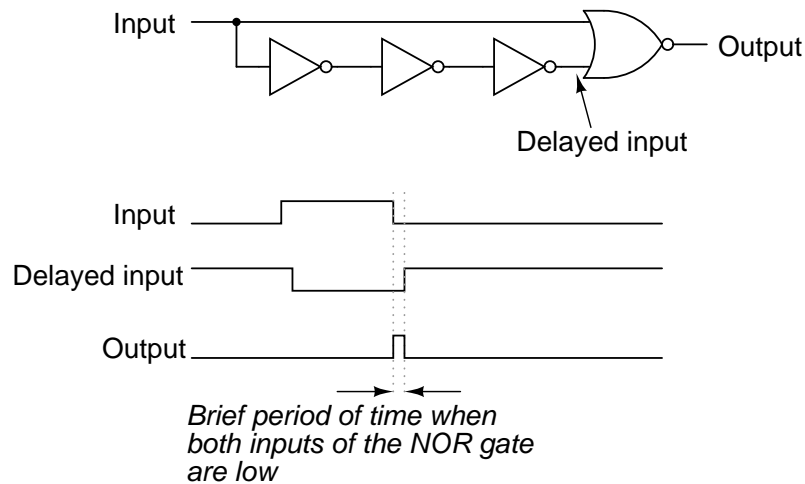 Input
Output
Delayed input
Input
Delayed input
Output
Brief period of time when
both inputs of the NOR gate
are low